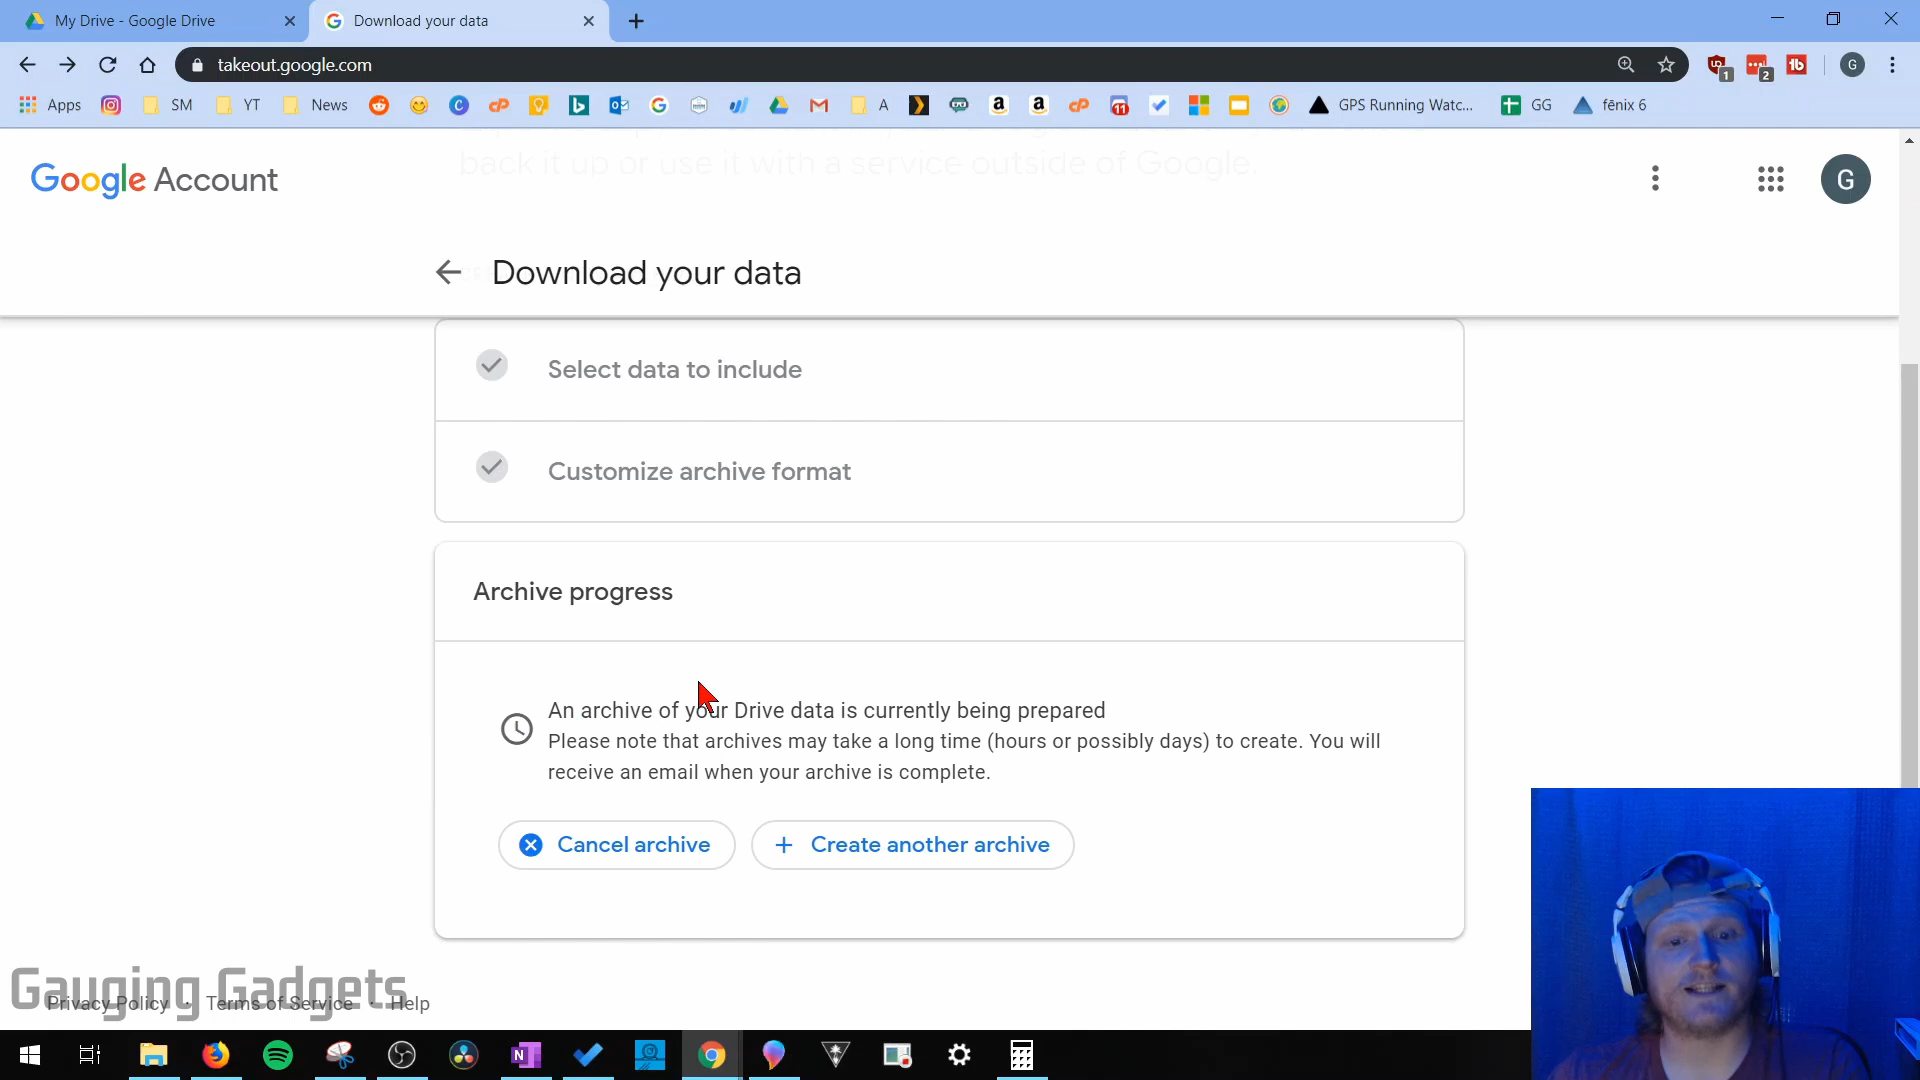 My Drive - Google Drive
Download your data
takeout.google.com
1
2
G
Apps
SM
YT
News
11
A
GPS Running Watc...
GG
fēnix 6
back it up or use it with a service outside of Google.
Google Account
G
Download your data
Select data to include
Customize archive format
Archive progress
An archive of your Drive data is currently being prepared
Please note that archives may take a long time (hours or possibly days) to create. You will
receive an email when your archive is complete.
Cancel archive
Create another archive
Gauging Gadgets
Privacy Policy · Terms of Service · Help